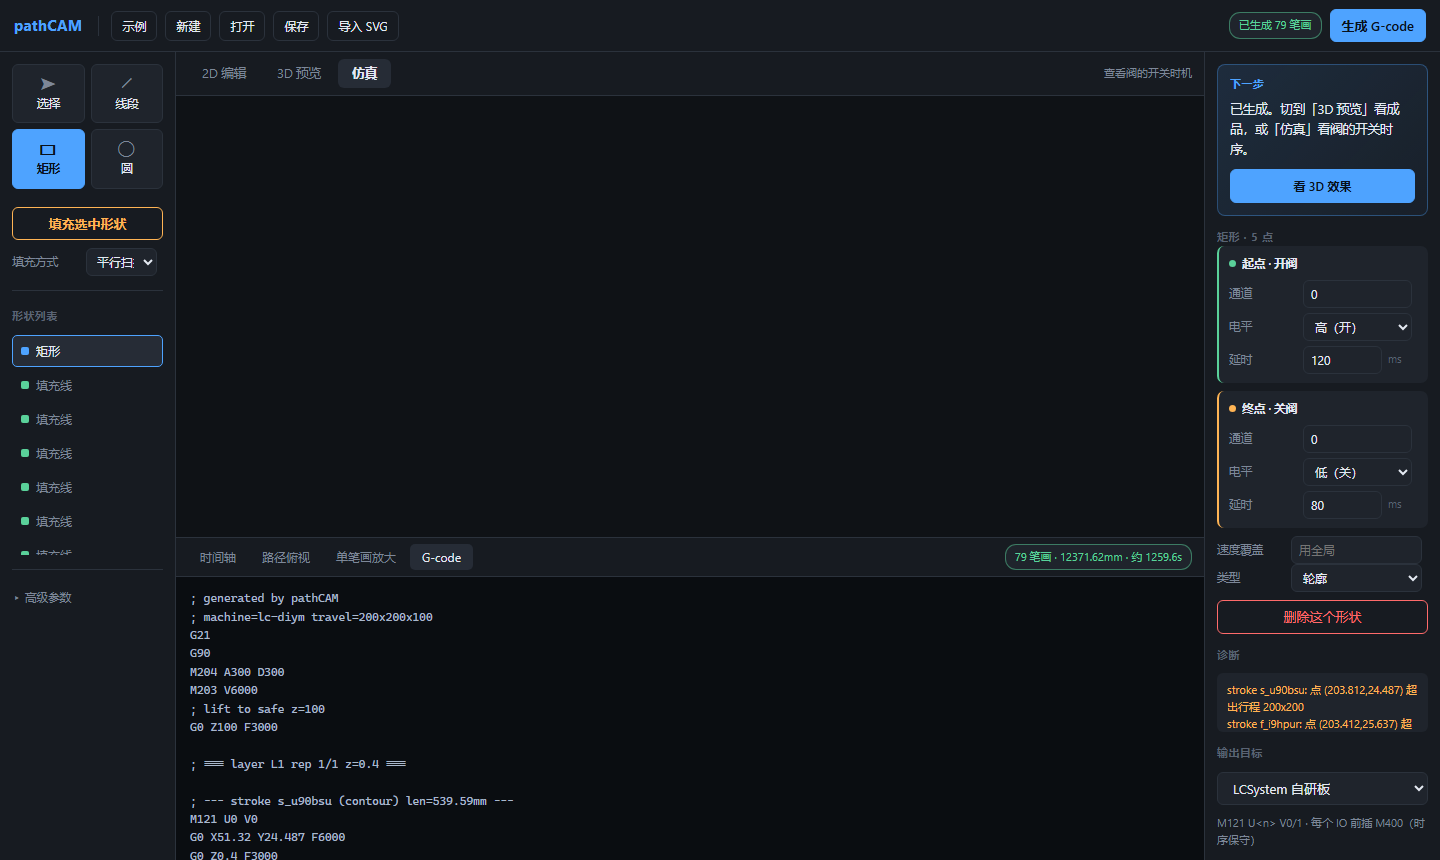 pathCAM
示例
新建
打开
保存
导入 SVG
已生成 79 笔画
生成 G-code
选择
线段
矩形
圆
填充选中形状
填充方式
平行扫
形状列表
矩形
填充线
填充线
填充线
填充线
填充线
填充线
高级参数
2D 编辑
3D 预览
仿真
查看阀的开关时机
时间轴
路径俯视
单笔画放大
G-code
79 笔画 · 12371.62mm · 约 1259.6s
; generated by pathCAM
; machine=lc-diym travel=200x200x100
G21
G90
M204 A300 D300
M203 V6000
; lift to safe z=100
G0 Z100 F3000
; === layer L1 rep 1/1 z=0.4 ===
; --- stroke s_u90bsu (contour) len=539.59mm ---
M121 U0 V0
G0 X51.32 Y24.487 F6000
G0 Z0.4 F3000
下一步
已生成。切到「3D 预览」看成
品，或「仿真」看阀的开关时
序。
看 3D 效果
矩形 · 5 点
起点 · 开阀
通道
0
电平
高（开）
延时
120
ms
终点 · 关阀
通道
0
电平
低（关）
延时
80
ms
速度覆盖
用全局
类型
轮廓
删除这个形状
诊断
stroke s_u90bsu: 点 (203.812,24.487) 超
出行程 200x200
stroke f_i9hpur: 点 (203.412,25.637) 超
输出目标
LCSystem 自研板
M121 U<n> V0/1 · 每个 IO 前插 M400（时
序保守）